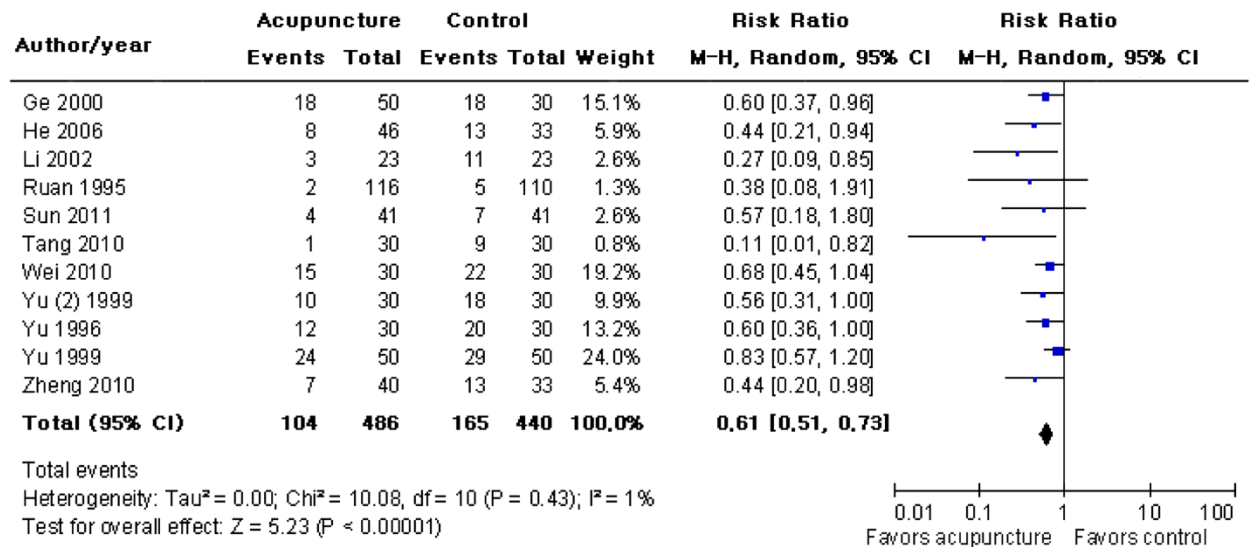 Acupuncture Control Risk Ratio Risk Ratio
Author/year Events Total Events Total Weight M-H, Random, 95% CI M-H, Random, 95% CI
Ge 2000 18 50 18 30 15.1% 0.60 [0.37, 0.96]
He 2006 8 46 13 33 5.9% 0.44 [0.21, 0.94]
Li 2002 3 23 11 23 2.6% 0.27 [0.09, 0.85]
Ruan 1995 2 116 5 110 1.3% 0.38 [0.08, 1.91]
Sun 2011 4 41 7 41 2.6% 0.57 [0.18, 1.80]
Tang 2010 1 30 9 30 0.8% 0.11 [0.01, 0.82]
Wei 2010 15 30 22 30 19.2% 0.68 [0.45, 1.04]
Yu (2) 1999 10 30 18 30 9.9% 0.56 [0.31, 1.00]
Yu 1996 12 30 20 30 13.2% 0.60 [0.36, 1.00]
Yu 1999 24 50 29 50 24.0% 0.83 [0.57, 1.20]
Zheng 2010 7 40 13 33 5.4% 0.44 [0.20, 0.98]
Total (95% CI) 104 486 165 440 100.0% 0.61 [0.51, 0.73]
Total events
Heterogeneity: Tau² = 0.00; Chi² = 10.08, df = 10 (P = 0.43); I² = 1%
Test for overall effect: Z = 5.23 (P < 0.00001)
0.01 0.1 1 10 100
Favors acupuncture Favors control